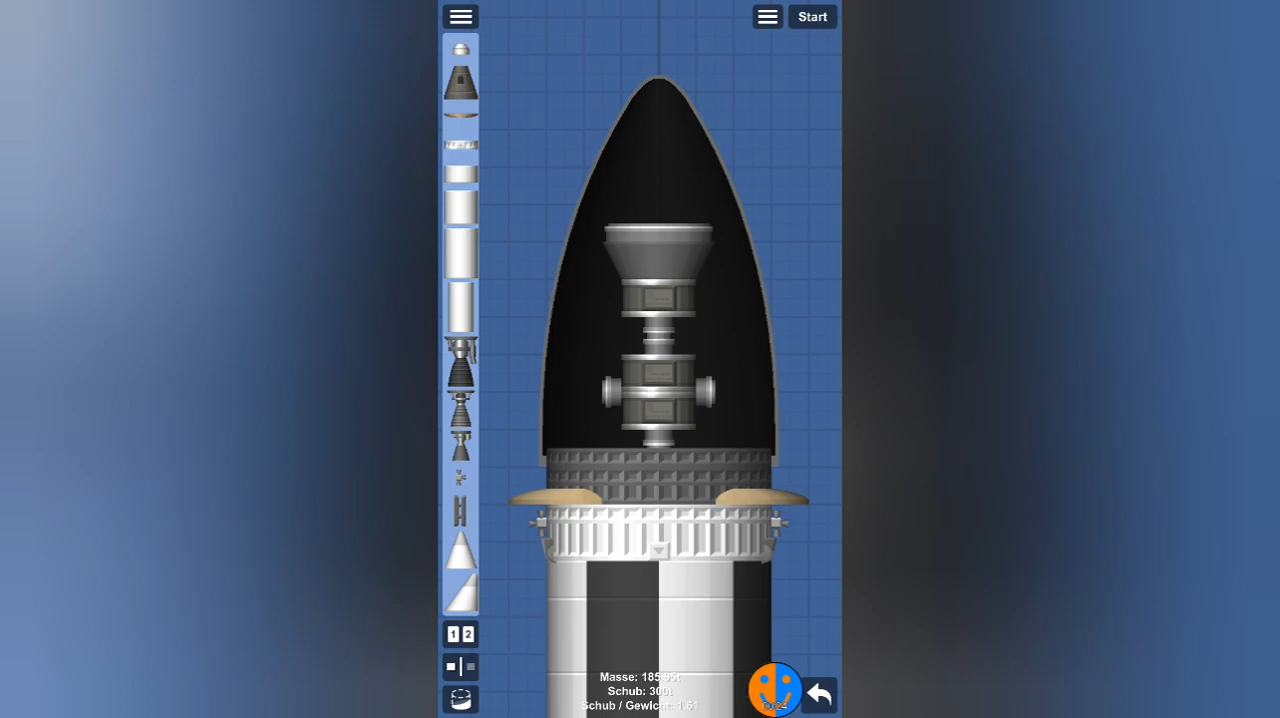 Start
1 2
Masse: 185.95t
Schub: 300t
Schub / Gewicht: 1.61